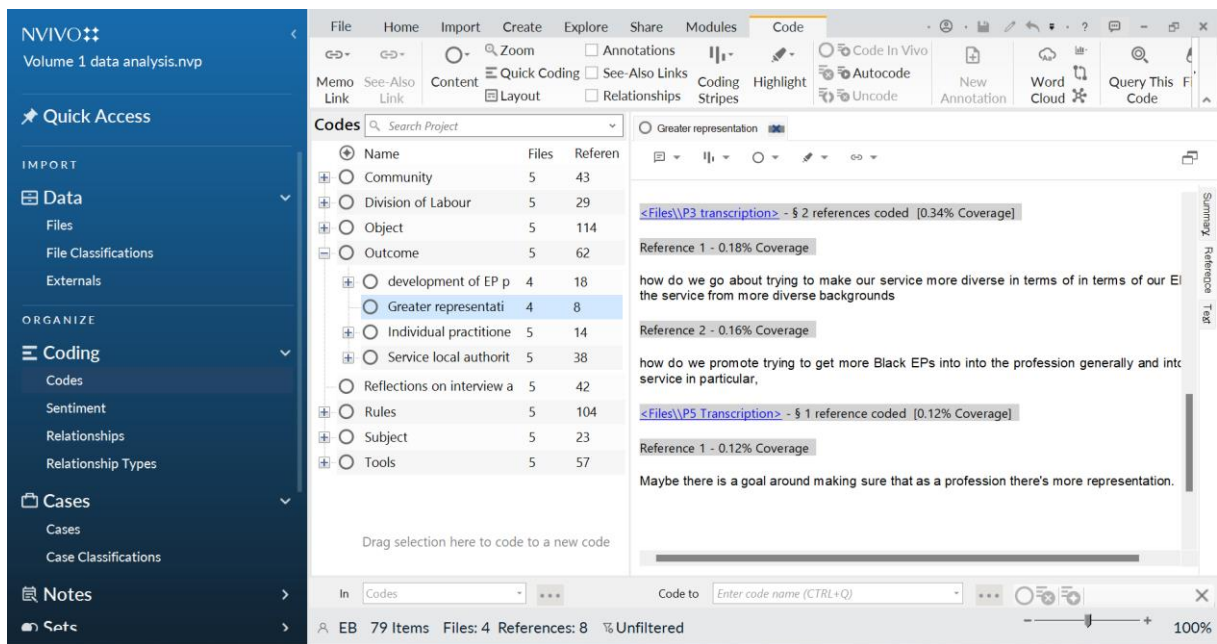 NVIVO
Volume 1 data analysis.nvp
Quick Access
IMPORT
Data
Files
File Classifications
Externals
ORGANIZE
Coding
Codes
Sentiment
Relationships
Relationship Types
Cases
Cases
Case Classifications
Notes
Sets
File Home Import Create Explore Share Modules Code
Memo Link
See-Also Link
Content
Zoom
Quick Coding
Layout
Annotations
See-Also Links
Relationships
Coding Stripes
Highlight
Code In Vivo
Autocode
Uncode
New Annotation
Word Cloud
Query This Code
Codes Search Project
Name Files Referen
Community 5 43
Division of Labour 5 29
Object 5 114
Outcome 5 62
development of EP p 4 18
Greater representati 4 8
Individual practitione 5 14
Service local authorit 5 38
Reflections on interview a 5 42
Rules 5 104
Subject 5 23
Tools 5 57
Drag selection here to code to a new code
Greater representation
<Files\\P3 transcription> - § 2 references coded [0.34% Coverage]
Reference 1 - 0.18% Coverage
how do we go about trying to make our service more diverse in terms of in terms of our
the service from more diverse backgrounds
Reference 2 - 0.16% Coverage
how do we promote trying to get more Black EPs into into the profession generally and
service in particular,
<Files\\P5 Transcription> - § 1 reference coded [0.12% Coverage]
Reference 1 - 0.12% Coverage
Maybe there is a goal around making sure that as a profession there's more representation.
Summary
Reference
Text
In Codes
Code to Enter code name (CTRL+Q)
EB 79 Items Files: 4 References: 8 Unfiltered
100%